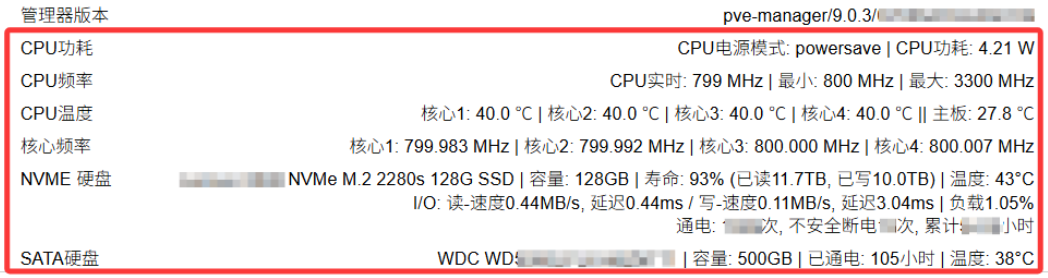 管理器版本 pve-manager/9.0.3/
CPU功耗 CPU电源模式: powersave | CPU功耗: 4.21 W
CPU频率 CPU实时: 799 MHz | 最小: 800 MHz | 最大: 3300 MHz
CPU温度 核心1: 40.0 °C | 核心2: 40.0 °C | 核心3: 40.0 °C | 核心4: 40.0 °C || 主板: 27.8 °C
核心频率 核心1: 799.983 MHz | 核心2: 799.992 MHz | 核心3: 800.000 MHz | 核心4: 800.007 MHz
NVME 硬盘 NVMe M.2 2280s 128G SSD | 容量: 128GB | 寿命: 93% (已读11.7TB, 已写10.0TB) | 温度: 43°C
I/O: 读-速度0.44MB/s, 延迟0.44ms / 写-速度0.11MB/s, 延迟3.04ms | 负载1.05%
通电: 次, 不安全断电 次, 累计 小时
SATA硬盘 WDC | 容量: 500GB | 已通电: 105小时 | 温度: 38°C